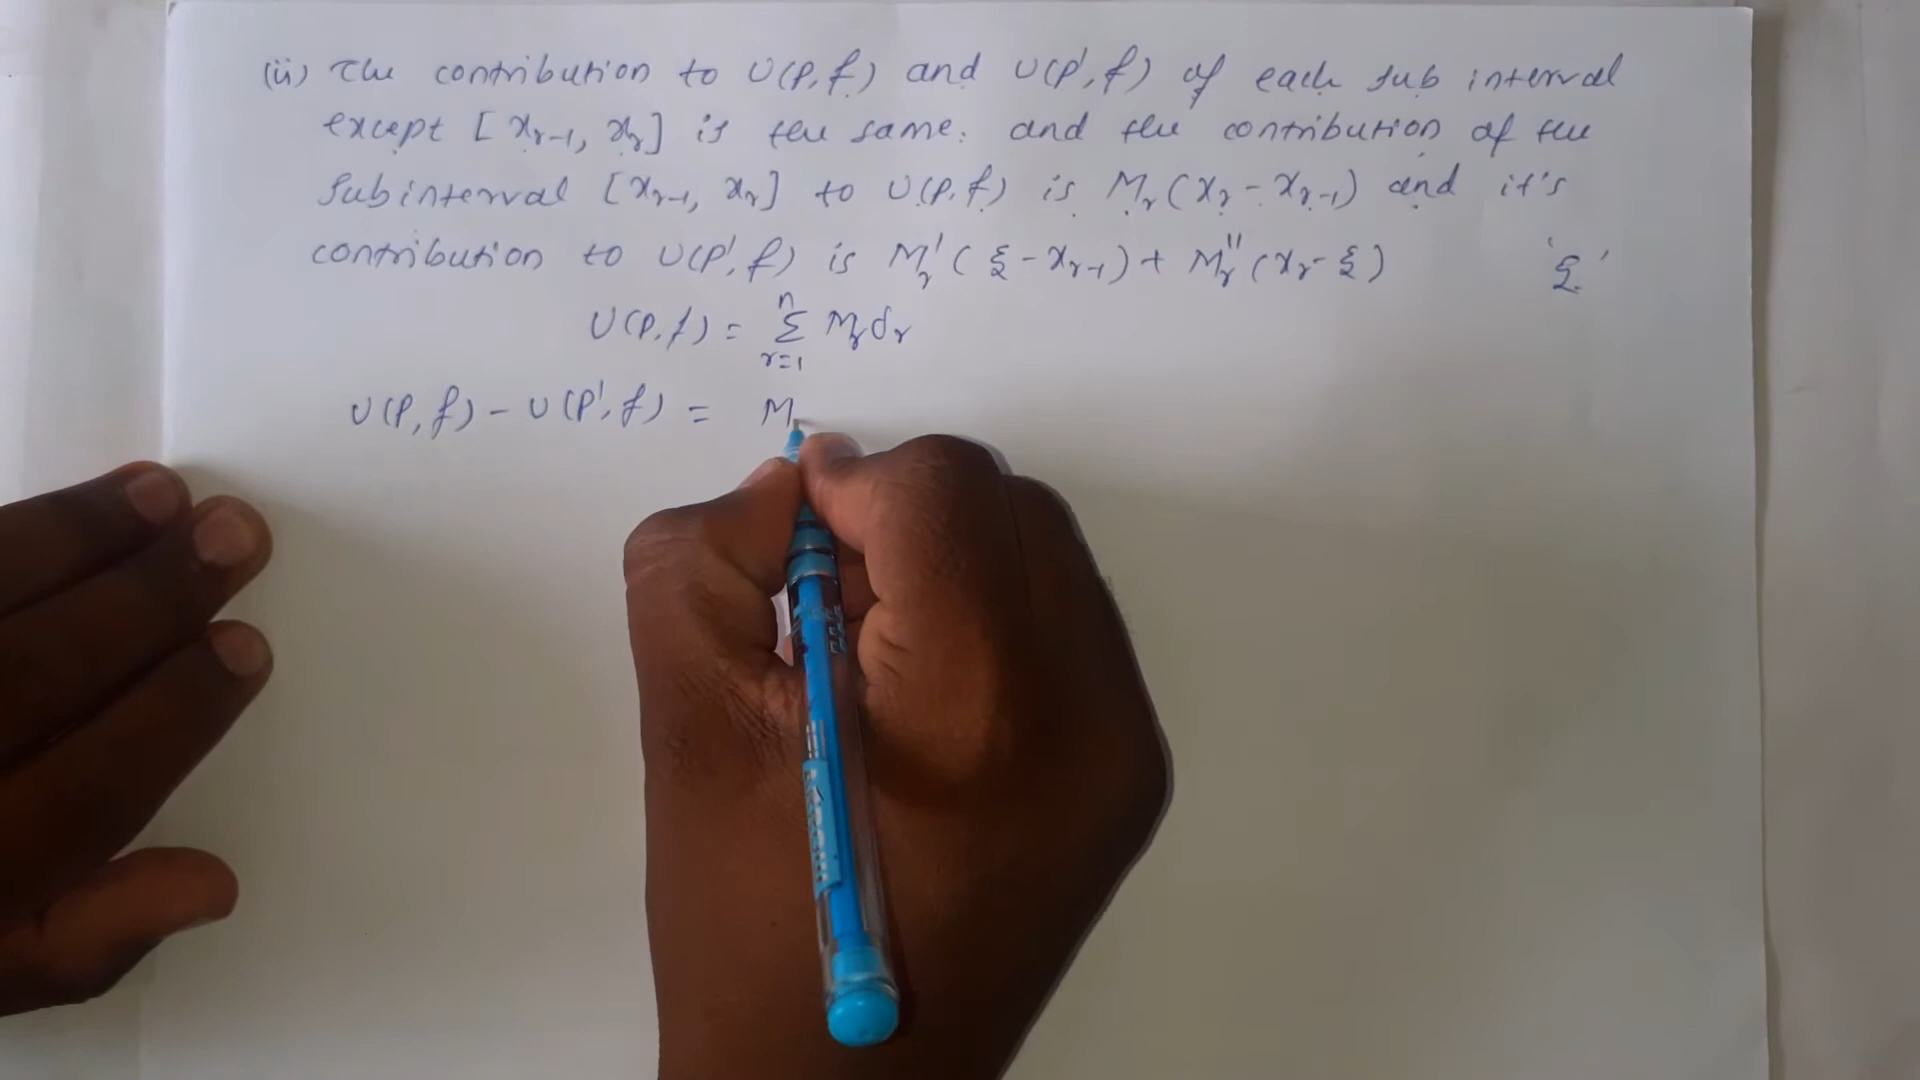 (ii) The contribution to U(P, f) and U(P', f) of each sub interval
except [x_{r-1}, x_r] is the same. and the contribution of the
Subinterval [x_{r-1}, x_r] to U(P, f) is M_r (x_r - x_{r-1}) and it's
contribution to U(P', f) is M_r' (ξ - x_{r-1}) + M_r'' (x_r - ξ) 'ξ'
U(P, f) = Σ_{r=1}^{n} M_r δ_r
U(P, f) - U(P', f) = M